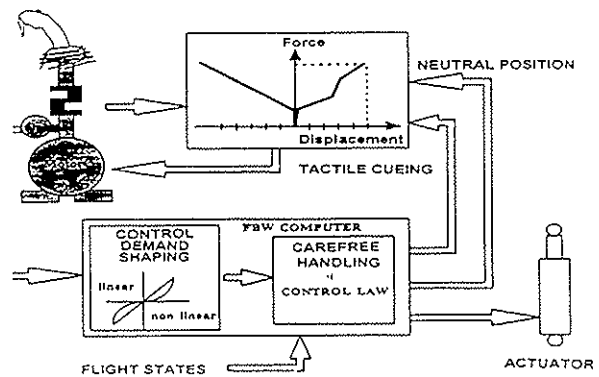 Force
NEUTRAL POSITION
Displacement
TACTILE CUEING
FBW COMPUTER
CONTROL
DEMAND
SHAPING
linear
non linear
CAREFREE
HANDLING
CONTROL LAW
FLIGHT STATES
ACTUATOR